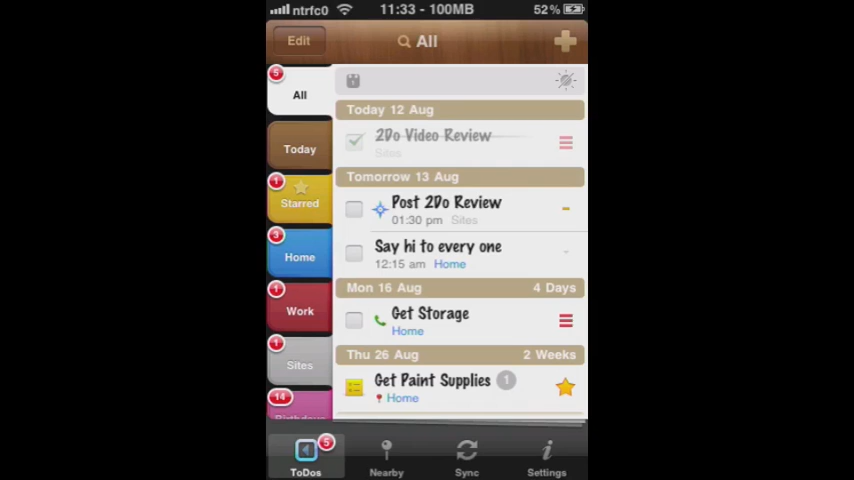 ntrfc0 11:33 - 100MB 52%
Edit All
5
All
Today 12 Aug
2Do Video Review
Sites
Today
Tomorrow 13 Aug
1
Starred
Post 2Do Review
01:30 pm Sites
3
Home
Say hi to every one
12:15 am Home
Mon 16 Aug 4 Days
1
Work
Get Storage
Home
1
Sites
Thu 26 Aug 2 Weeks
Get Paint Supplies 1
Home
14
Birthdays
5
ToDos Nearby Sync Settings